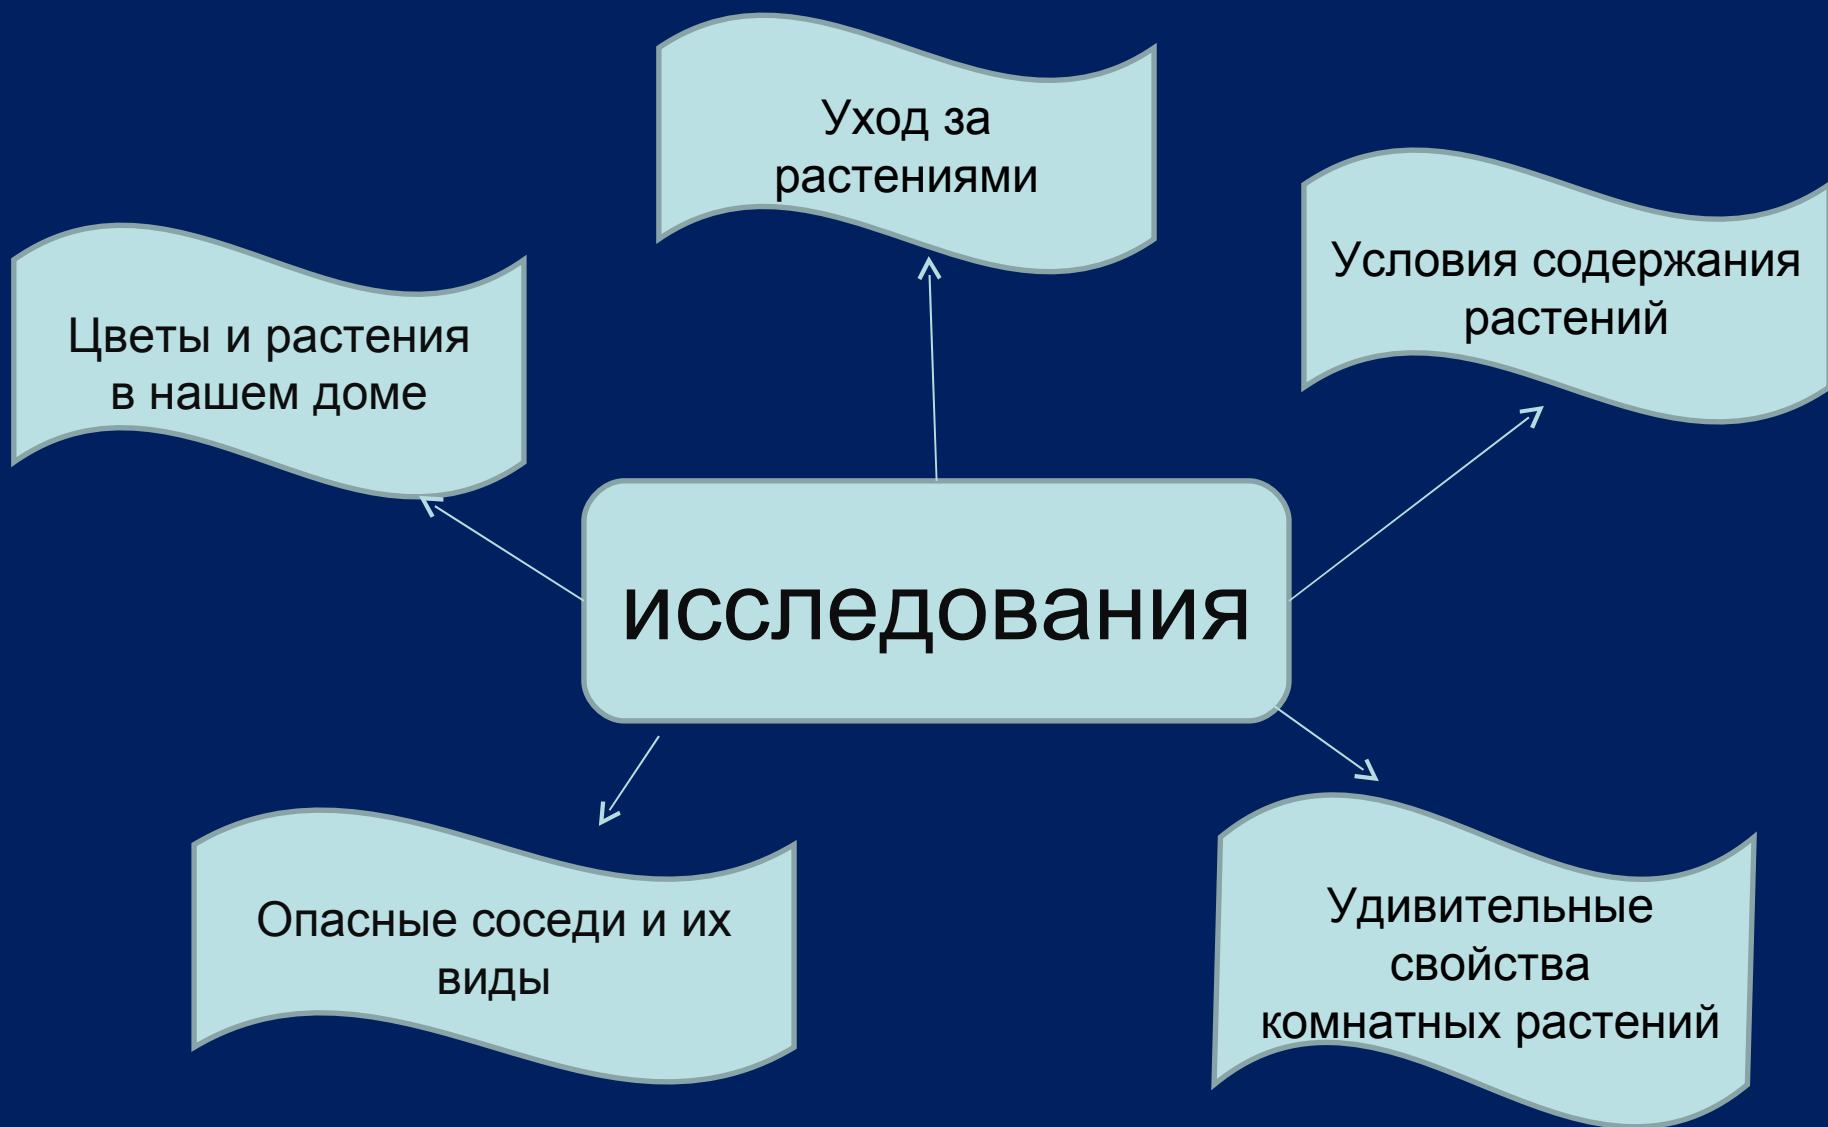 Уход за
растениями
Условия содержания
растений
Цветы и растения
в нашем доме
исследования
Опасные соседи и их
виды
Удивительные
свойства
комнатных растений